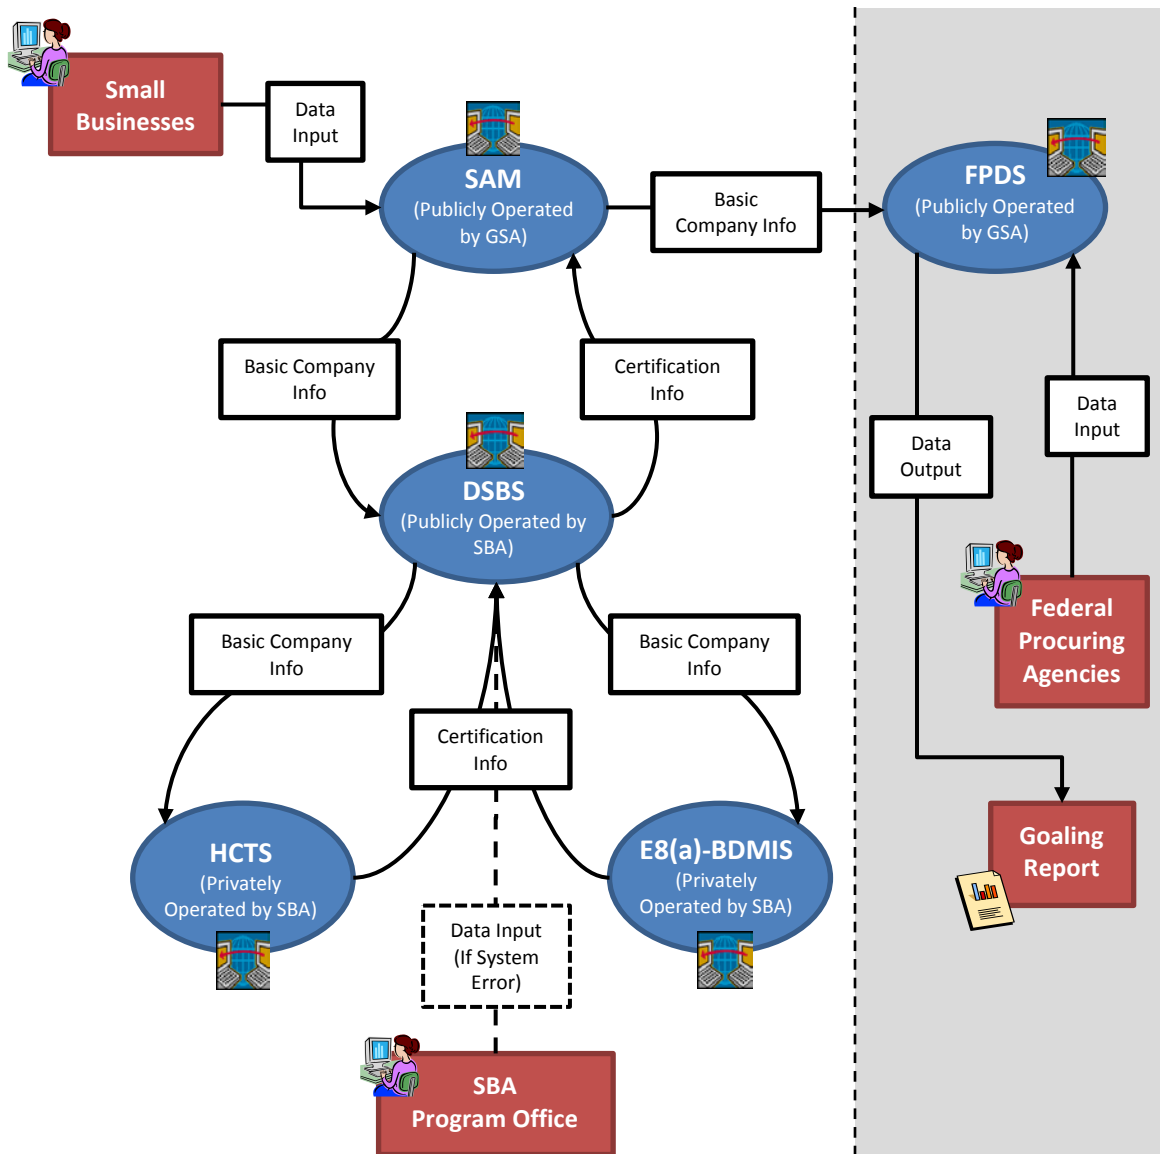 Small
Businesses
Data
Input
SAM
(Publicly Operated
by GSA)
Basic
Company Info
FPDS
(Publicly Operated
by GSA)
Basic Company
Info
Certification
Info
Data
Input
Data
Output
DSBS
(Publicly Operated by
SBA)
Federal
Procuring
Agencies
Basic Company
Info
Basic Company
Info
Certification
Info
HCTS
(Privately
Operated by SBA)
E8(a)-BDMIS
(Privately
Operated by SBA)
Goaling
Report
Data Input
(If System
Error)
SBA
Program Office